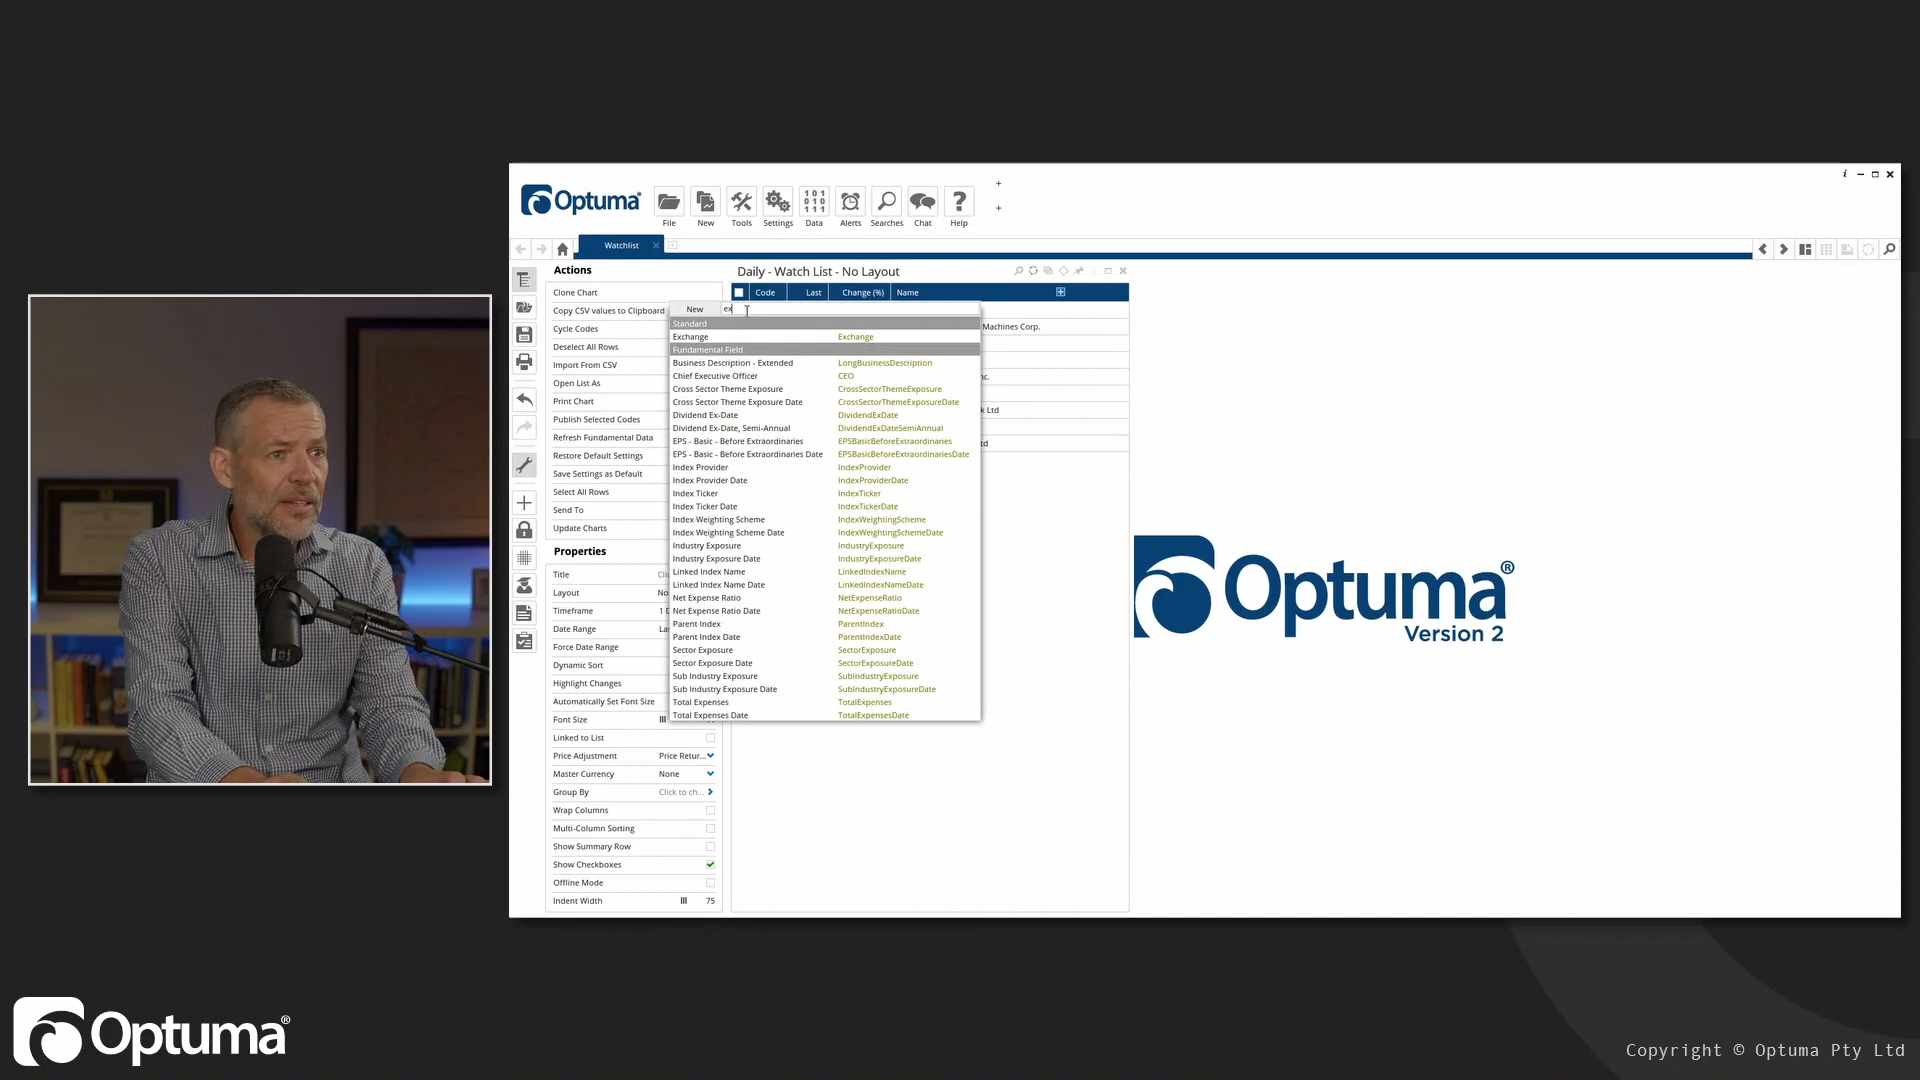 Optuma
File
New
Tools
Settings
Data
Alerts
Searches
Chat
Help
Watchlist
Actions
Clone Chart
Copy CSV values to Clipboard
Cycle Codes
Deselect All Rows
Import From CSV
Open List As
Print Chart
Publish Selected Codes
Refresh Fundamental Data
Restore Default Settings
Save Settings as Default
Select All Rows
Send To
Update Charts
Properties
Title
Layout
Timeframe
Date Range
Force Date Range
Dynamic Sort
Highlight Changes
Automatically Set Font Size
Font Size
Linked to List
Price Adjustment Price Retur...
Master Currency None
Group By Click to ch...
Wrap Columns
Multi-Column Sorting
Show Summary Row
Show Checkboxes
Offline Mode
Indent Width 75
Daily - Watch List - No Layout
Code Last Change (%) Name
New ex
Standard
Exchange Exchange
Fundamental Field
Business Description - Extended LongBusinessDescription
Chief Executive Officer CEO
Cross Sector Theme Exposure CrossSectorThemeExposure
Cross Sector Theme Exposure Date CrossSectorThemeExposureDate
Dividend Ex-Date DividendExDate
Dividend Ex-Date, Semi-Annual DividendExDateSemiAnnual
EPS - Basic - Before Extraordinaries EPSBasicBeforeExtraordinaries
EPS - Basic - Before Extraordinaries Date EPSBasicBeforeExtraordinariesDate
Index Provider IndexProvider
Index Provider Date IndexProviderDate
Index Ticker IndexTicker
Index Ticker Date IndexTickerDate
Index Weighting Scheme IndexWeightingScheme
Index Weighting Scheme Date IndexWeightingSchemeDate
Industry Exposure IndustryExposure
Industry Exposure Date IndustryExposureDate
Linked Index Name LinkedIndexName
Linked Index Name Date LinkedIndexNameDate
Net Expense Ratio NetExpenseRatio
Net Expense Ratio Date NetExpenseRatioDate
Parent Index ParentIndex
Parent Index Date ParentIndexDate
Sector Exposure SectorExposure
Sector Exposure Date SectorExposureDate
Sub Industry Exposure SubIndustryExposure
Sub Industry Exposure Date SubIndustryExposureDate
Total Expenses TotalExpenses
Total Expenses Date TotalExpensesDate
Machines Corp.
nc.
k Ltd
td
Optuma®
Version 2
Optuma®
Copyright © Optuma Pty Ltd